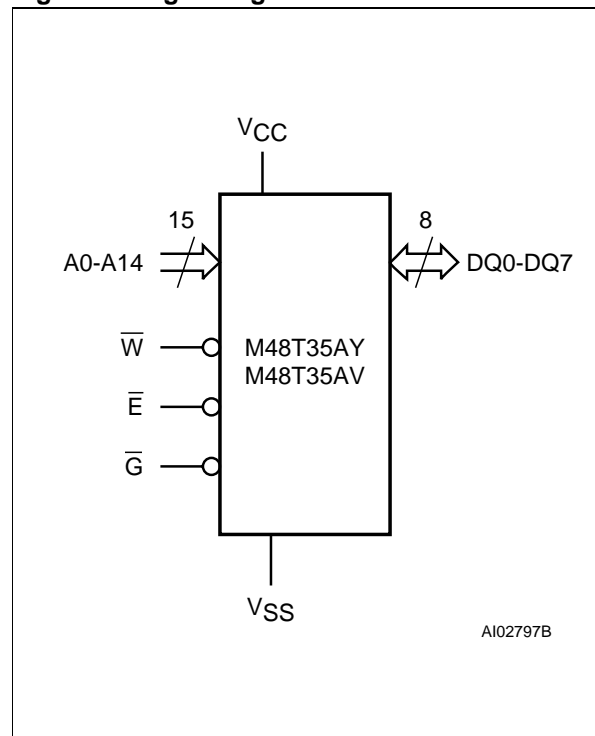 VCC
15
8
A0-A14
DQ0-DQ7
W̅
M48T35AY
M48T35AV
E̅
G̅
VSS
AI02797B